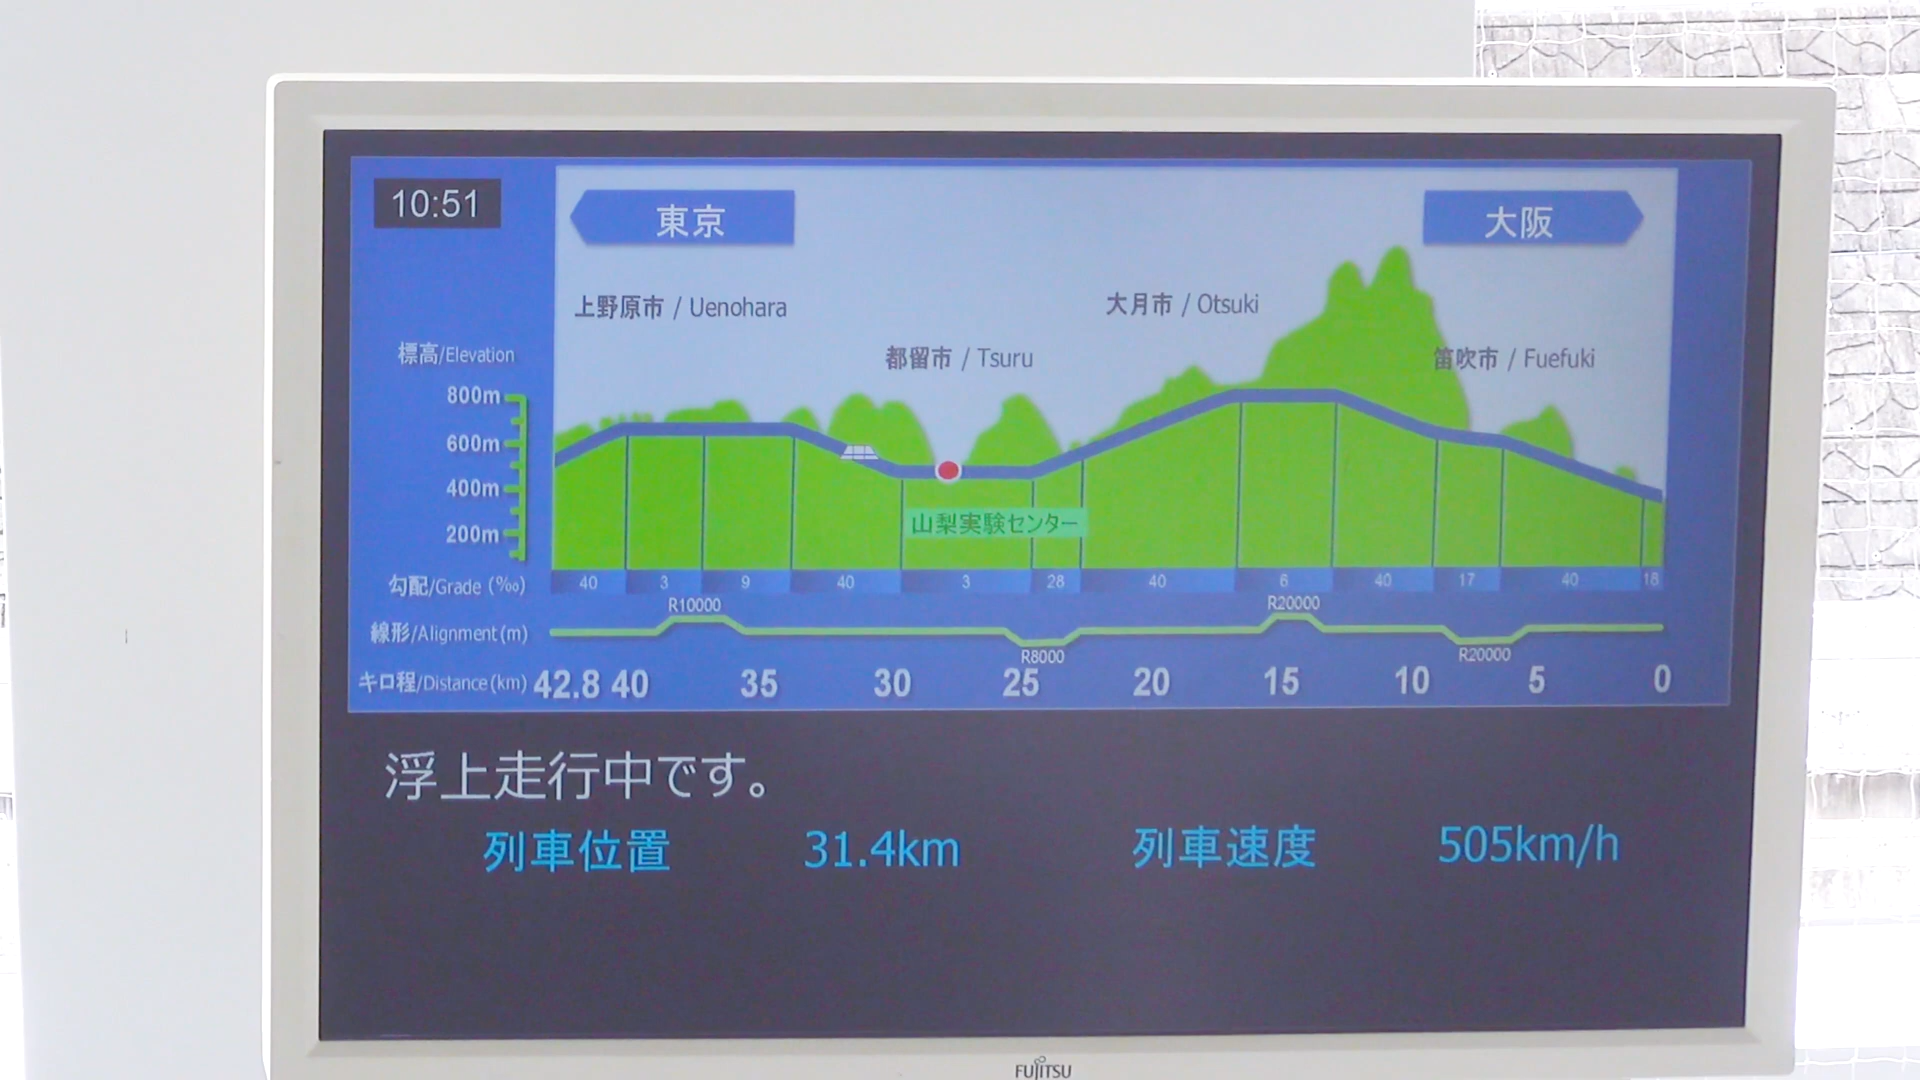 10:51
東京
大阪
上野原市 / Uenohara
大月市 / Otsuki
都留市 / Tsuru
笛吹市 / Fuefuki
標高/Elevation
800m
600m
400m
200m
山梨実験センター
勾配/Grade (‰) 40 3 9 40 3 28 40 6 40 17 40 18
R10000 R20000
線形/Alignment(m)
R8000 R20000
キロ程/Distance(km) 42.8 40 35 30 25 20 15 10 5 0
浮上走行中です。
列車位置 31.4km 列車速度 505km/h
FUJITSU